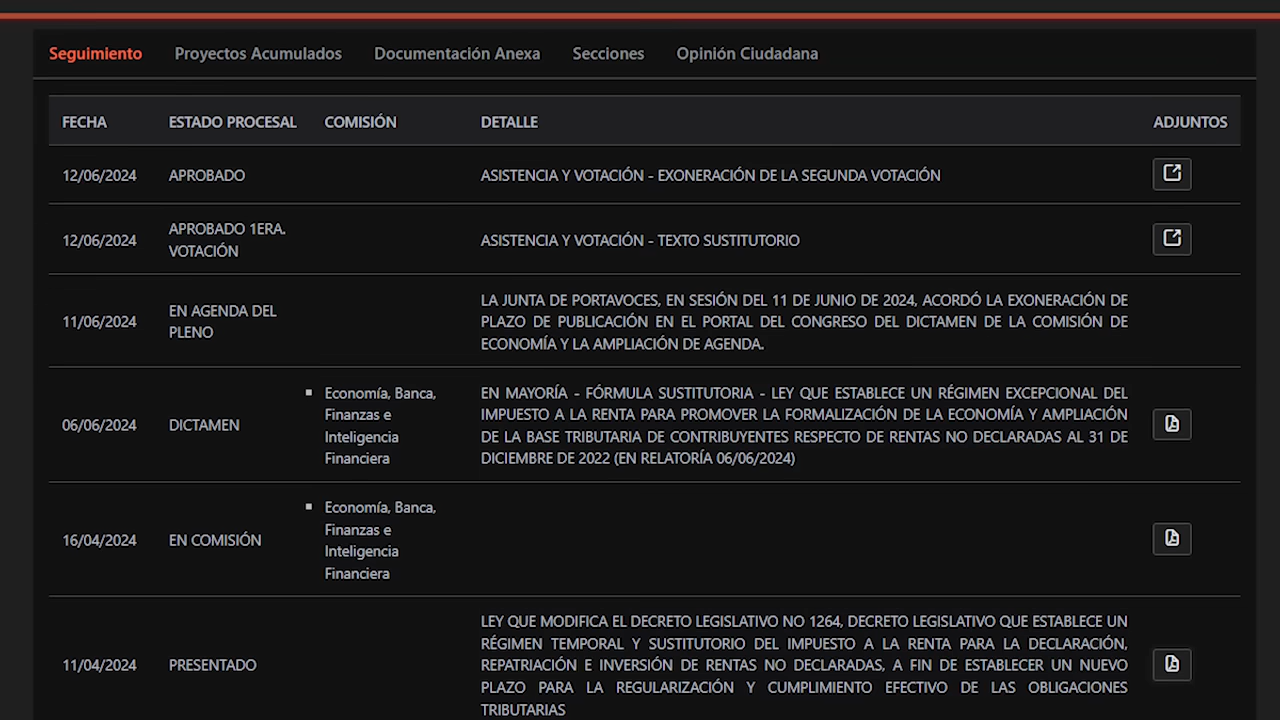 Seguimiento Proyectos Acumulados Documentación Anexa Secciones Opinión Ciudadana
FECHA ESTADO PROCESAL COMISIÓN DETALLE ADJUNTOS
12/06/2024 APROBADO ASISTENCIA Y VOTACIÓN - EXONERACIÓN DE LA SEGUNDA VOTACIÓN
12/06/2024
APROBADO 1ERA.
VOTACIÓN
ASISTENCIA Y VOTACIÓN - TEXTO SUSTITUTORIO
11/06/2024
EN AGENDA DEL
PLENO
LA JUNTA DE PORTAVOCES, EN SESIÓN DEL 11 DE JUNIO DE 2024, ACORDÓ LA EXONERACIÓN DE
PLAZO DE PUBLICACIÓN EN EL PORTAL DEL CONGRESO DEL DICTAMEN DE LA COMISIÓN DE
ECONOMÍA Y LA AMPLIACIÓN DE AGENDA.
06/06/2024
DICTAMEN
Economía, Banca,
Finanzas e
Inteligencia
Financiera
EN MAYORÍA - FÓRMULA SUSTITUTORIA - LEY QUE ESTABLECE UN RÉGIMEN EXCEPCIONAL DEL
IMPUESTO A LA RENTA PARA PROMOVER LA FORMALIZACIÓN DE LA ECONOMÍA Y AMPLIACIÓN
DE LA BASE TRIBUTARIA DE CONTRIBUYENTES RESPECTO DE RENTAS NO DECLARADAS AL 31 DE
DICIEMBRE DE 2022 (EN RELATORÍA 06/06/2024)
16/04/2024
EN COMISIÓN
Economía, Banca,
Finanzas e
Inteligencia
Financiera
11/04/2024
PRESENTADO
LEY QUE MODIFICA EL DECRETO LEGISLATIVO NO 1264, DECRETO LEGISLATIVO QUE ESTABLECE UN
RÉGIMEN TEMPORAL Y SUSTITUTORIO DEL IMPUESTO A LA RENTA PARA LA DECLARACIÓN,
REPATRIACIÓN E INVERSIÓN DE RENTAS NO DECLARADAS, A FIN DE ESTABLECER UN NUEVO
PLAZO PARA LA REGULARIZACIÓN Y CUMPLIMIENTO EFECTIVO DE LAS OBLIGACIONES
TRIBUTARIAS